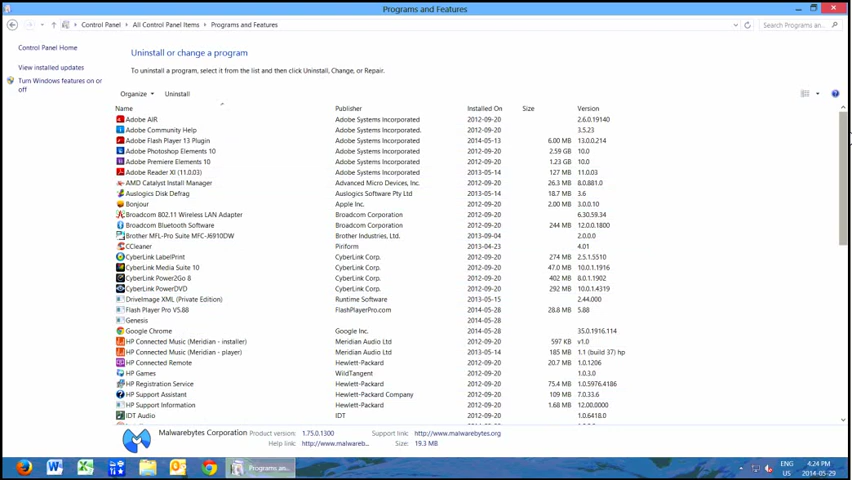 Programs and Features
Control Panel All Control Panel Items Programs and Features Search Programs an...
Control Panel Home
View installed updates
Turn Windows features on or
off
Uninstall or change a program
To uninstall a program, select it from the list and then click Uninstall, Change, or Repair.
Organize Uninstall
Name Publisher Installed On Size Version
Adobe AIR Adobe Systems Incorporated 2012-09-20 2.6.0.19140
Adobe Community Help Adobe Systems Incorporated. 2012-09-20 3.5.23
Adobe Flash Player 13 Plugin Adobe Systems Incorporated 2014-05-13 6.00 MB 13.0.0.214
Adobe Photoshop Elements 10 Adobe Systems Incorporated 2012-09-20 2.59 GB 10.0
Adobe Premiere Elements 10 Adobe Systems Incorporated 2012-09-20 1.23 GB 10.0
Adobe Reader XI (11.0.03) Adobe Systems Incorporated 2013-05-14 127 MB 11.0.03
AMD Catalyst Install Manager Advanced Micro Devices, Inc. 2012-09-20 26.3 MB 8.0.881.0
Auslogics Disk Defrag Auslogics Software Pty Ltd 2013-05-14 18.7 MB 3.6
Bonjour Apple Inc. 2012-09-20 2.00 MB 3.0.0.10
Broadcom 802.11 Wireless LAN Adapter Broadcom Corporation 2012-09-20 6.30.59.34
Broadcom Bluetooth Software Broadcom Corporation 2012-09-20 244 MB 12.0.0.1800
Brother MFL-Pro Suite MFC-J6910DW Brother Industries, Ltd. 2013-09-04 2.0.0.0
CCleaner Piriform 2013-04-23 4.01
CyberLink LabelPrint CyberLink Corp. 2012-09-20 274 MB 2.5.1.5510
CyberLink Media Suite 10 CyberLink Corp. 2012-09-20 47.0 MB 10.0.1.1916
CyberLink Power2Go 8 CyberLink Corp. 2012-09-20 402 MB 8.0.1.1902
CyberLink PowerDVD CyberLink Corp. 2012-09-20 292 MB 10.0.1.4319
DriveImage XML (Private Edition) Runtime Software 2013-05-15 2.44.000
Flash Player Pro V5.88 FlashPlayerPro.com 2014-05-28 28.8 MB 5.88
Genesis 2014-05-28
Google Chrome Google Inc. 2014-05-28 35.0.1916.114
HP Connected Music (Meridian - installer) Meridian Audio Ltd 2012-09-20 597 KB v1.0
HP Connected Music (Meridian - player) Meridian Audio Ltd 2013-05-14 185 MB 1.1 (build 37) hp
HP Connected Remote Hewlett-Packard 2012-09-20 20.7 MB 1.0.1206
HP Games WildTangent 2012-09-20 1.0.3.0
HP Registration Service Hewlett-Packard 2012-09-20 75.4 MB 1.0.5976.4186
HP Support Assistant Hewlett-Packard Company 2012-09-20 109 MB 7.0.33.6
HP Support Information Hewlett-Packard 2012-09-20 1.68 MB 12.00.0000
IDT Audio IDT 2012-09-20 1.0.6418.0
Malwarebytes Corporation Product version: 1.75.0.1300 Support link: http://www.malwarebytes.org
Help link: http://www.malwareb... Size: 19.3 MB
Programs an...
ENG
US
4:24 PM
2014-05-29